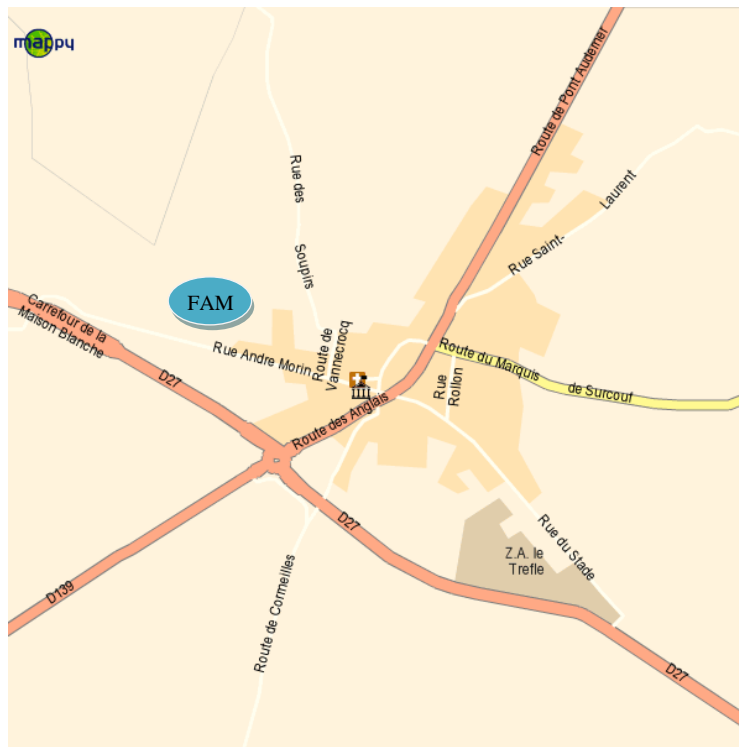 mappy
Route de Pont Audemer
Rue des
Soupirs
Laurent
Rue Saint-
FAM
Carrefour de la
Maison Blanche
Route de
Vannecrocq
Rue Andre Morin
Route du Marquis
de Surcouf
D27
Rue
Rollon
Route des Anglais
D27
Rue du Stade
Z.A. le
Trefle
D139
Route de Cormeilles
D27